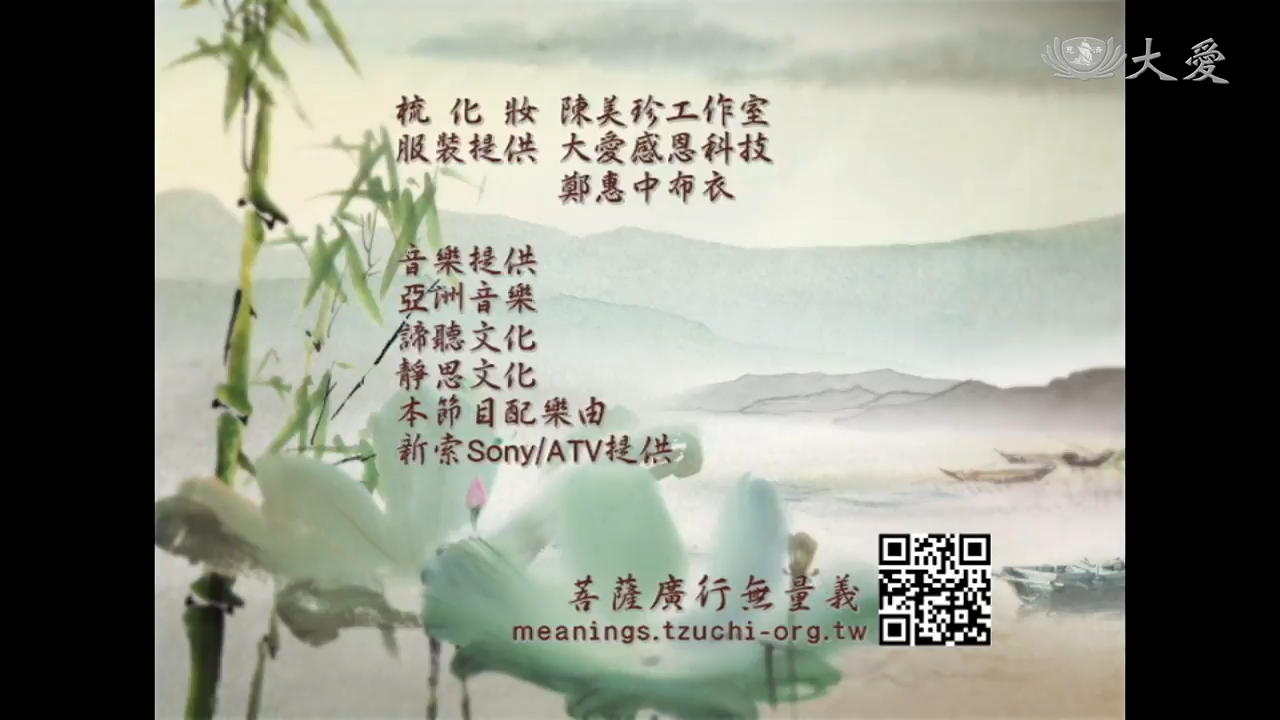 大愛
梳化妝 陳美珍工作室
服裝提供 大愛感恩科技
鄭惠中布衣
音樂提供
亞洲音樂
諦聽文化
靜思文化
本節目配樂由
新索Sony/ATV提供
菩薩廣行無量義
meanings.tzuchi-org.tw